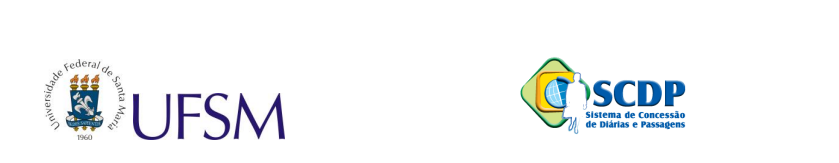 Universidade Federal de Santa Maria
1960
UFSM
SCDP
Sistema de Concessão
de Diárias e Passagens